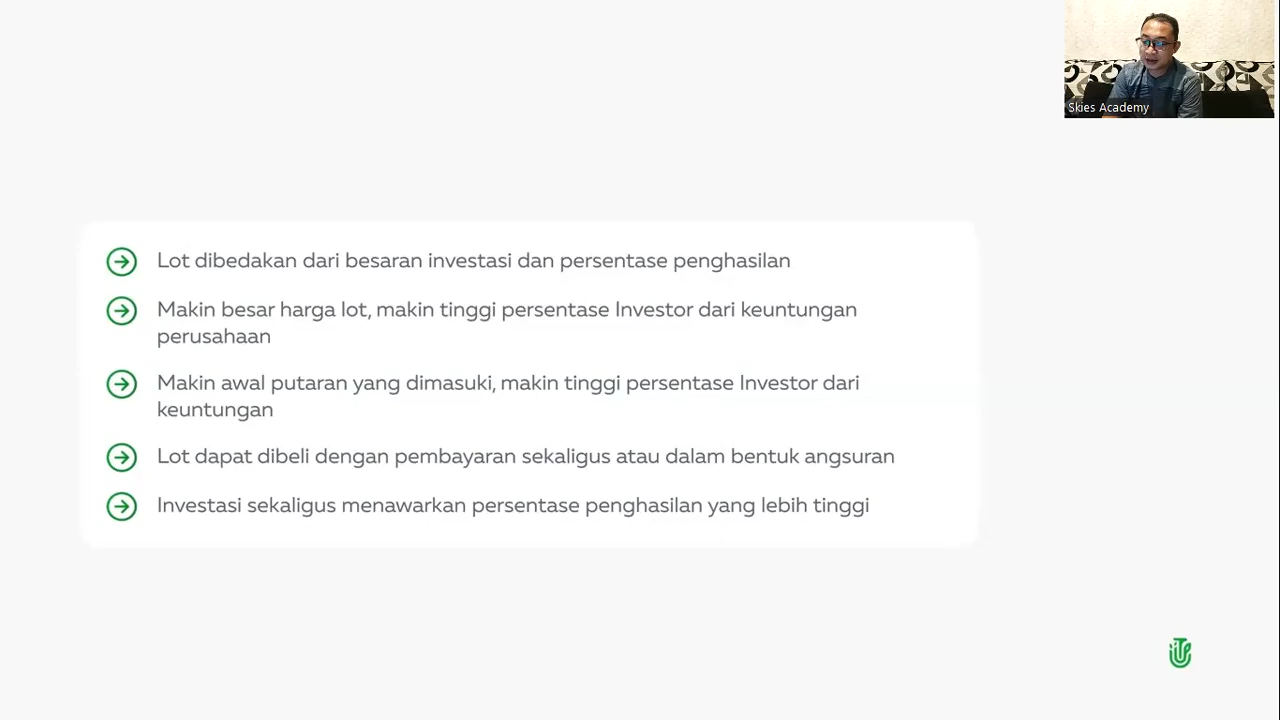 Skies Academy
Lot dibedakan dari besaran investasi dan persentase penghasilan
Makin besar harga lot, makin tinggi persentase Investor dari keuntungan
perusahaan
Makin awal putaran yang dimasuki, makin tinggi persentase Investor dari
keuntungan
Lot dapat dibeli dengan pembayaran sekaligus atau dalam bentuk angsuran
Investasi sekaligus menawarkan persentase penghasilan yang lebih tinggi